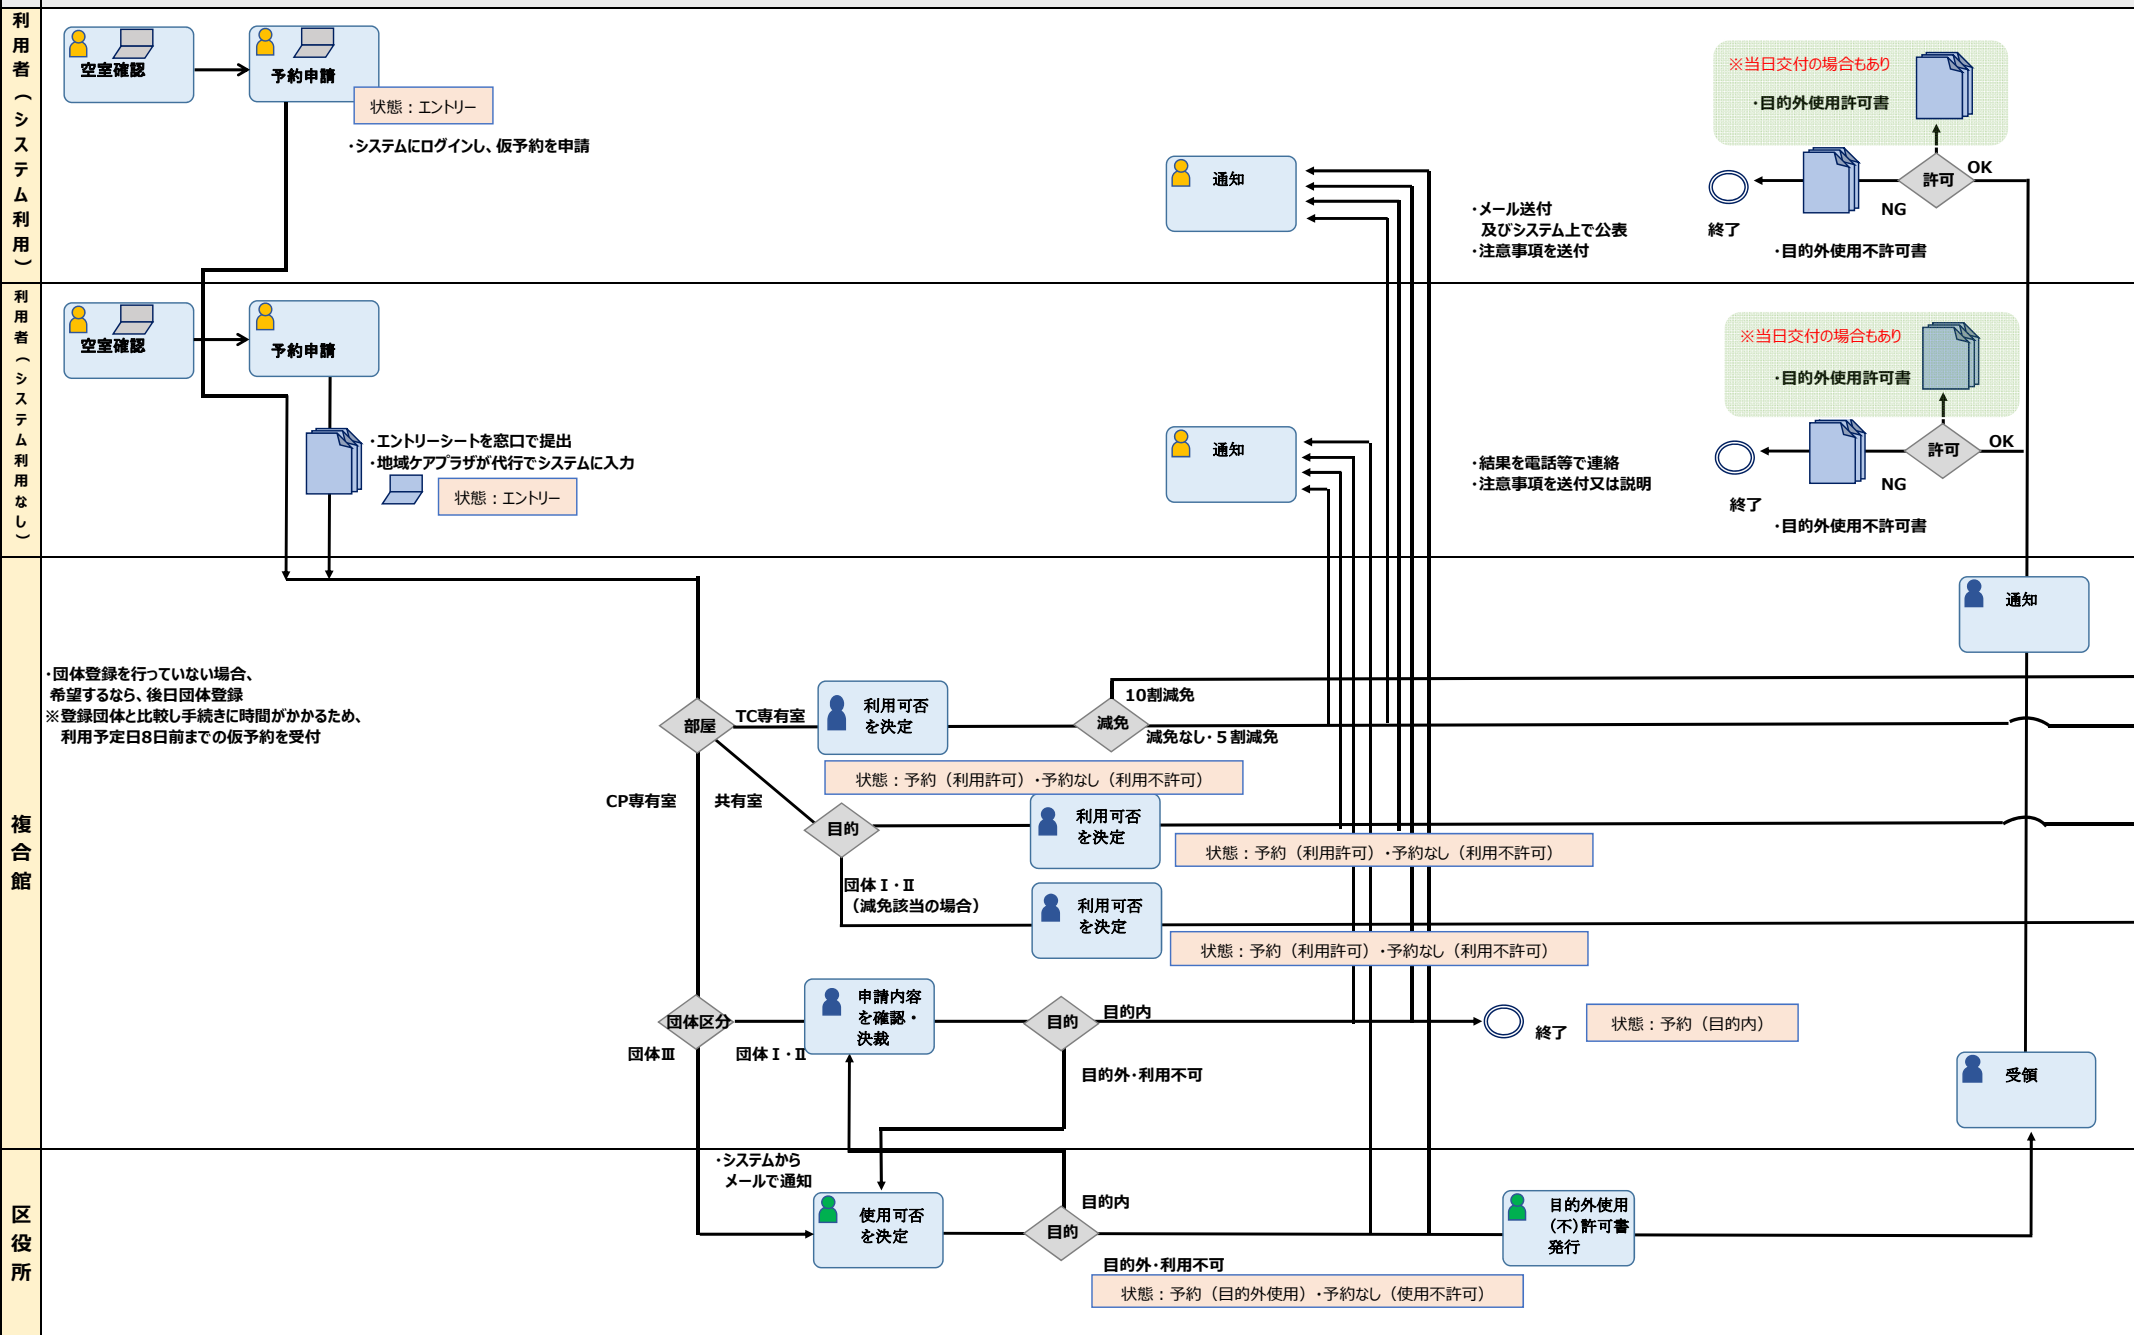 利用者（システム利用）
空室確認
予約申請
状態：エントリー
・システムにログインし、仮予約を申請
通知
・メール送付
及びシステム上で公表
・注意事項を送付
※当日交付の場合もあり
・目的外使用許可書
許可
OK
NG
終了
・目的外使用不許可書
利用者（システム利用なし）
空室確認
予約申請
・エントリーシートを窓口で提出
・地域ケアプラザが代行でシステムに入力
状態：エントリー
通知
・結果を電話等で連絡
・注意事項を送付又は説明
※当日交付の場合もあり
・目的外使用許可書
許可
OK
NG
終了
・目的外使用不許可書
複合館
・団体登録を行っていない場合、
希望するなら、後日団体登録
※登録団体と比較し手続きに時間がかかるため、
利用予定日8日前までの仮予約を受付
部屋
TC専有室
CP専有室
共有室
利用可否
を決定
減免
10割減免
減免なし・５割減免
状態：予約（利用許可）・予約なし（利用不許可）
目的
利用可否
を決定
状態：予約（利用許可）・予約なし（利用不許可）
団体Ⅰ・Ⅱ
（減免該当の場合）
利用可否
を決定
状態：予約（利用許可）・予約なし（利用不許可）
団体区分
団体Ⅲ
団体Ⅰ・Ⅱ
申請内容
を確認・
決裁
目的
目的内
目的外・利用不可
終了
状態：予約（目的内）
通知
受領
区役所
・システムから
メールで通知
使用可否
を決定
目的
目的内
目的外・利用不可
状態：予約（目的外使用）・予約なし（使用不許可）
目的外使用
（不）許可書
発行